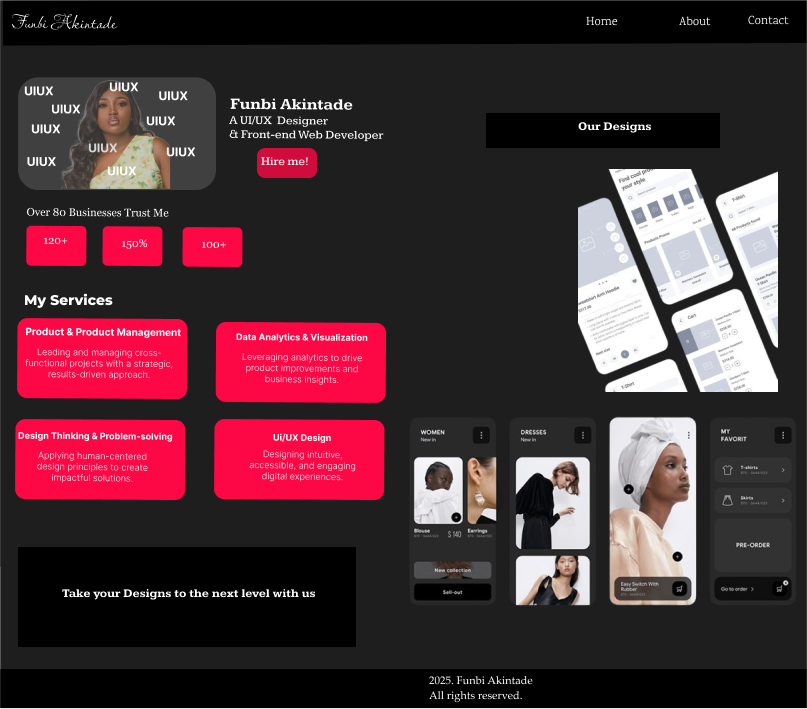 Funbi Akintade
Home
About
Contact
UIUX
UIUX
UIUX
UIUX
UIUX
UIUX
UIUX
UIUX
UIUX
UIUX
Funbi Akintade
A UI/UX Designer
& Front-end Web Developer
Hire me!
Over 80 Businesses Trust Me
120+
150%
100+
My Services
Product & Product Management
Leading and managing cross-
functional projects with a strategic,
results-driven approach.
Data Analytics & Visualization
Leveraging analytics to drive
product improvements and
business insights.
Design Thinking & Problem-solving
Applying human-centered
design principles to create
impactful solutions.
Ui/UX Design
Designing intuitive,
accessible, and engaging
digital experiences.
Take your Designs to the next level with us
Our Designs
Find cool
your style
T-Shirt
Cart
T-Shirt
WOMEN
New in
Blouse
$140
Earrings
New collection
Sell-out
DRESSES
New in
Easy Switch With
Rubber
MY
FAVORIT
T-shirts
Skirts
PRE-ORDER
Go to order >
2025. Funbi Akintade
All rights reserved.